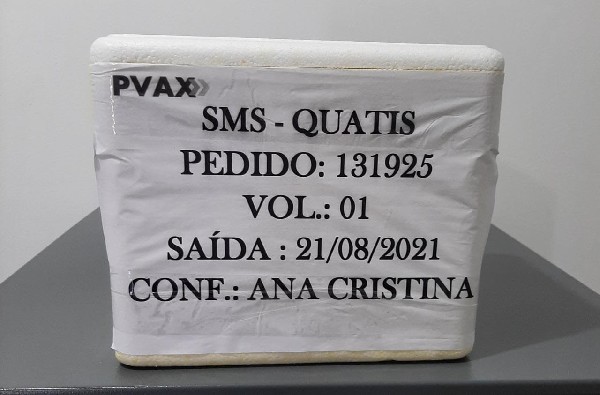 PVAX
SMS - QUATIS
PEDIDO: 131925
VOL.: 01
SAÍDA : 21/08/2021
CONF.: ANA CRISTINA